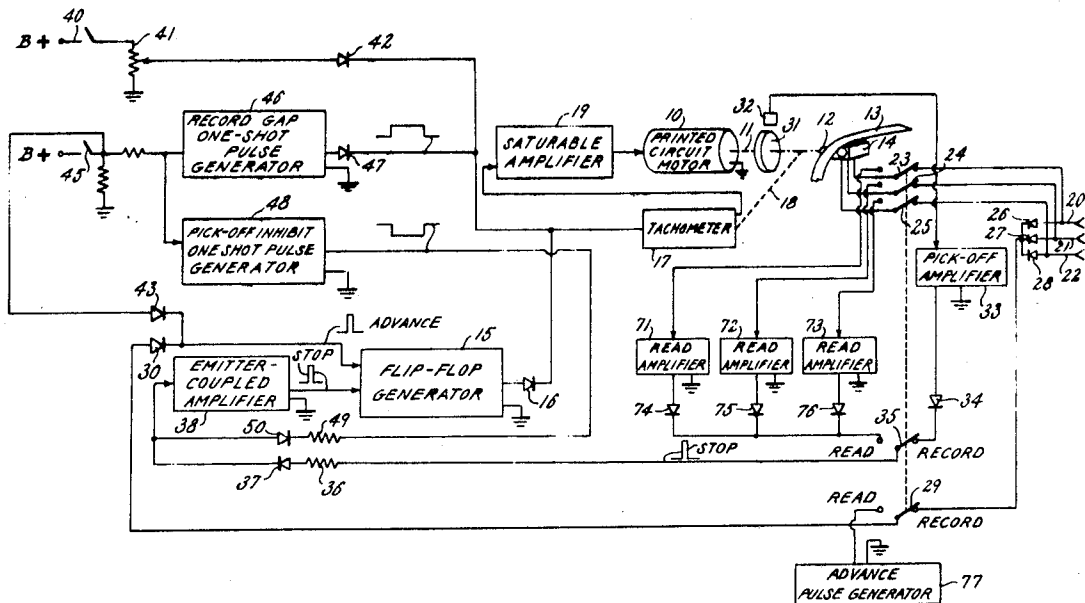 40
41
B+
42
46
RECORD GAP
ONE-SHOT
PULSE
GENERATOR
47
B+
45
48
PICK-OFF INHIBIT
ONE SHOT PULSE
GENERATOR
19
SATURABLE
AMPLIFIER
10
PRINTED
CIRCUIT
MOTOR
11
32
31
12
13
14
23
24
25
18
TACHOMETER
17
26
27
28
20
21
22
PICK-OFF
AMPLIFIER
33
43
30
ADVANCE
EMITTER-
COUPLED
AMPLIFIER
38
STOP
15
FLIP-FLOP
GENERATOR
16
50
49
37
36
71
READ
AMPLIFIER
72
READ
AMPLIFIER
73
READ
AMPLIFIER
74
75
76
34
35
STOP
READ
RECORD
29
READ
RECORD
ADVANCE
PULSE GENERATOR
77